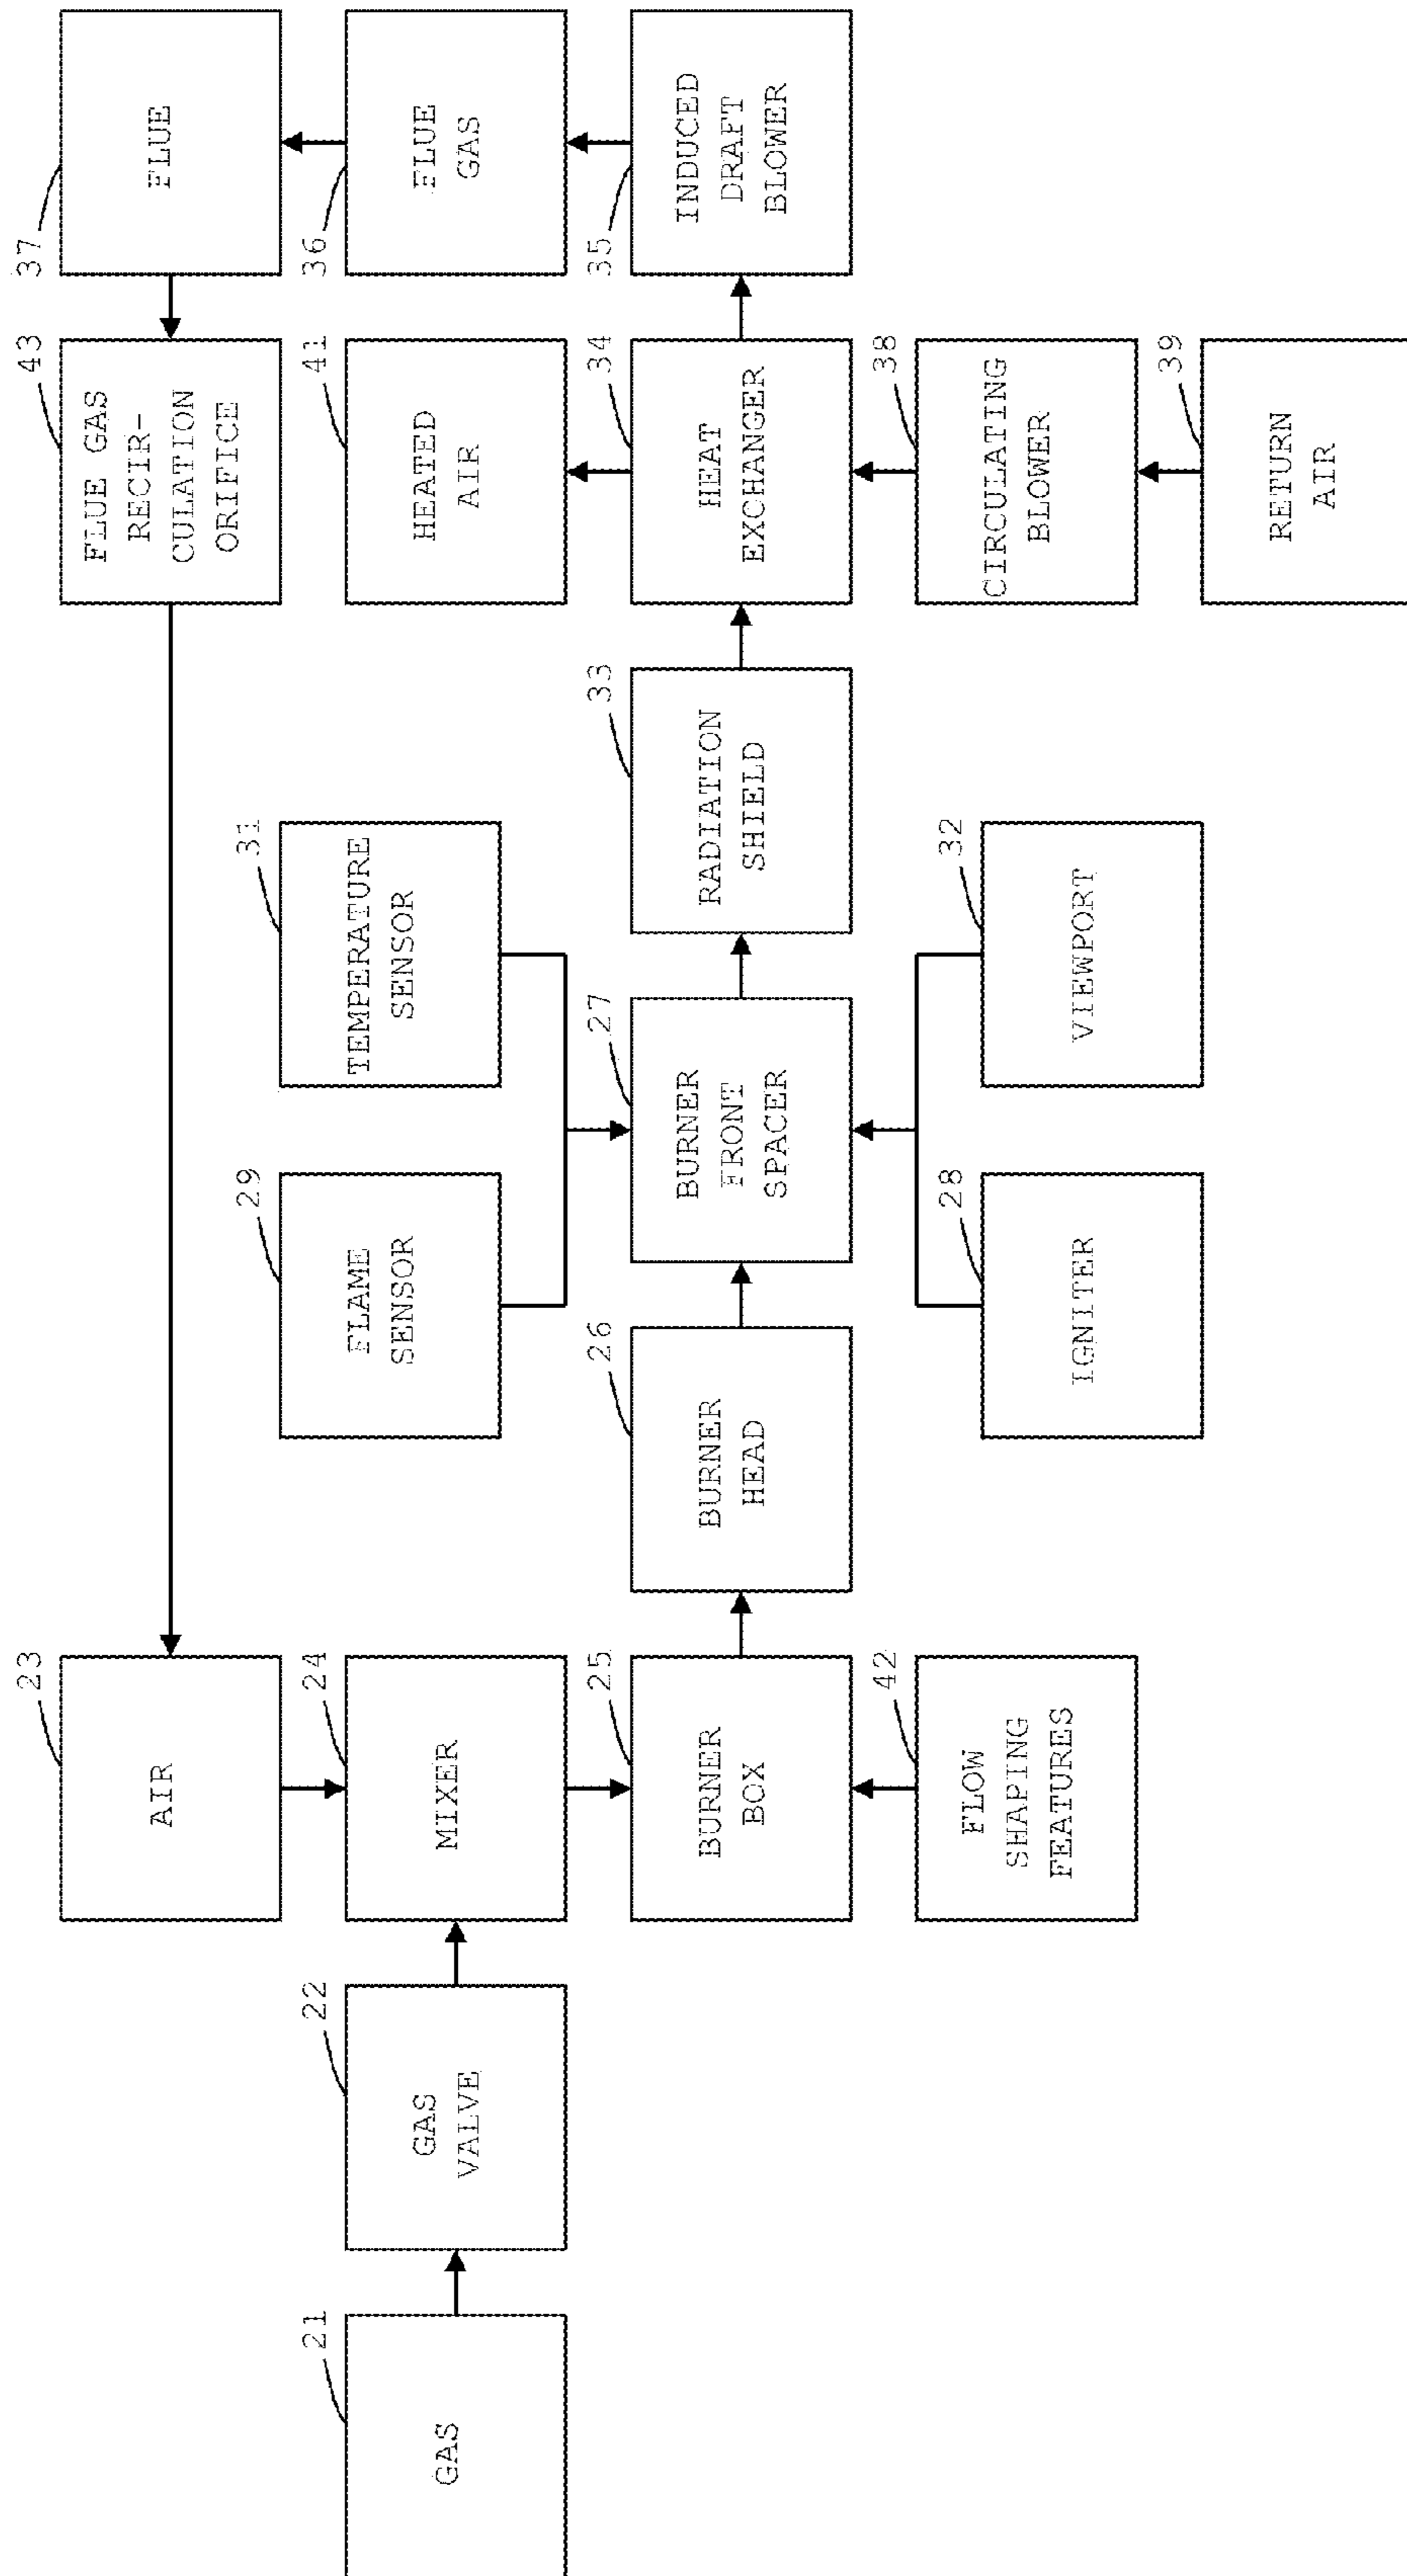 37
FLUE
43
FLUE GAS
RECIR-
CULATION
ORIFICE
23
AIR
36
FLUE
GAS
41
HEATED
AIR
31
TEMPERATURE
SENSOR
29
FLAME
SENSOR
24
MIXER
22
GAS
VALVE
21
GAS
35
INDUCED
DRAFT
BLOWER
34
HEAT
EXCHANGER
33
RADIATION
SHIELD
27
BURNER
FRONT
SPACER
26
BURNER
HEAD
25
BURNER
BOX
38
CIRCULATING
BLOWER
32
VIEWPORT
28
IGNITER
42
FLOW
SHAPING
FEATURES
39
RETURN
AIR